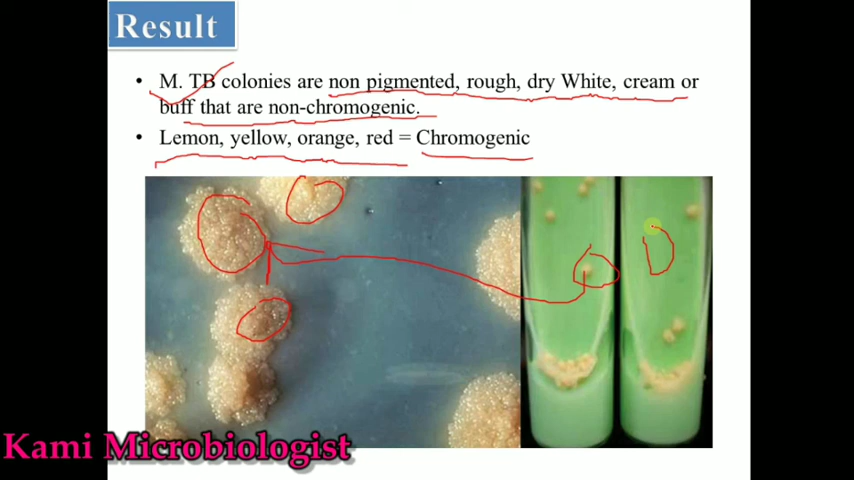 Result
• M. TB colonies are non pigmented, rough, dry White, cream or
buff that are non-chromogenic.
• Lemon, yellow, orange, red = Chromogenic
Kami Microbiologist